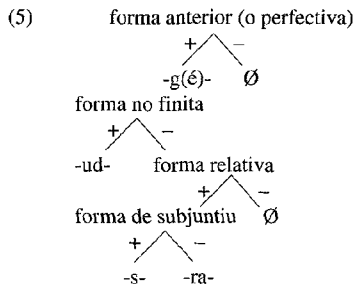 (5) forma anterior (o perfectiva)
+ –
-g(é)- Ø
forma no finita
+ –
-ud- forma relativa
+ –
forma de subjuntiu Ø
+ –
-s- -ra-